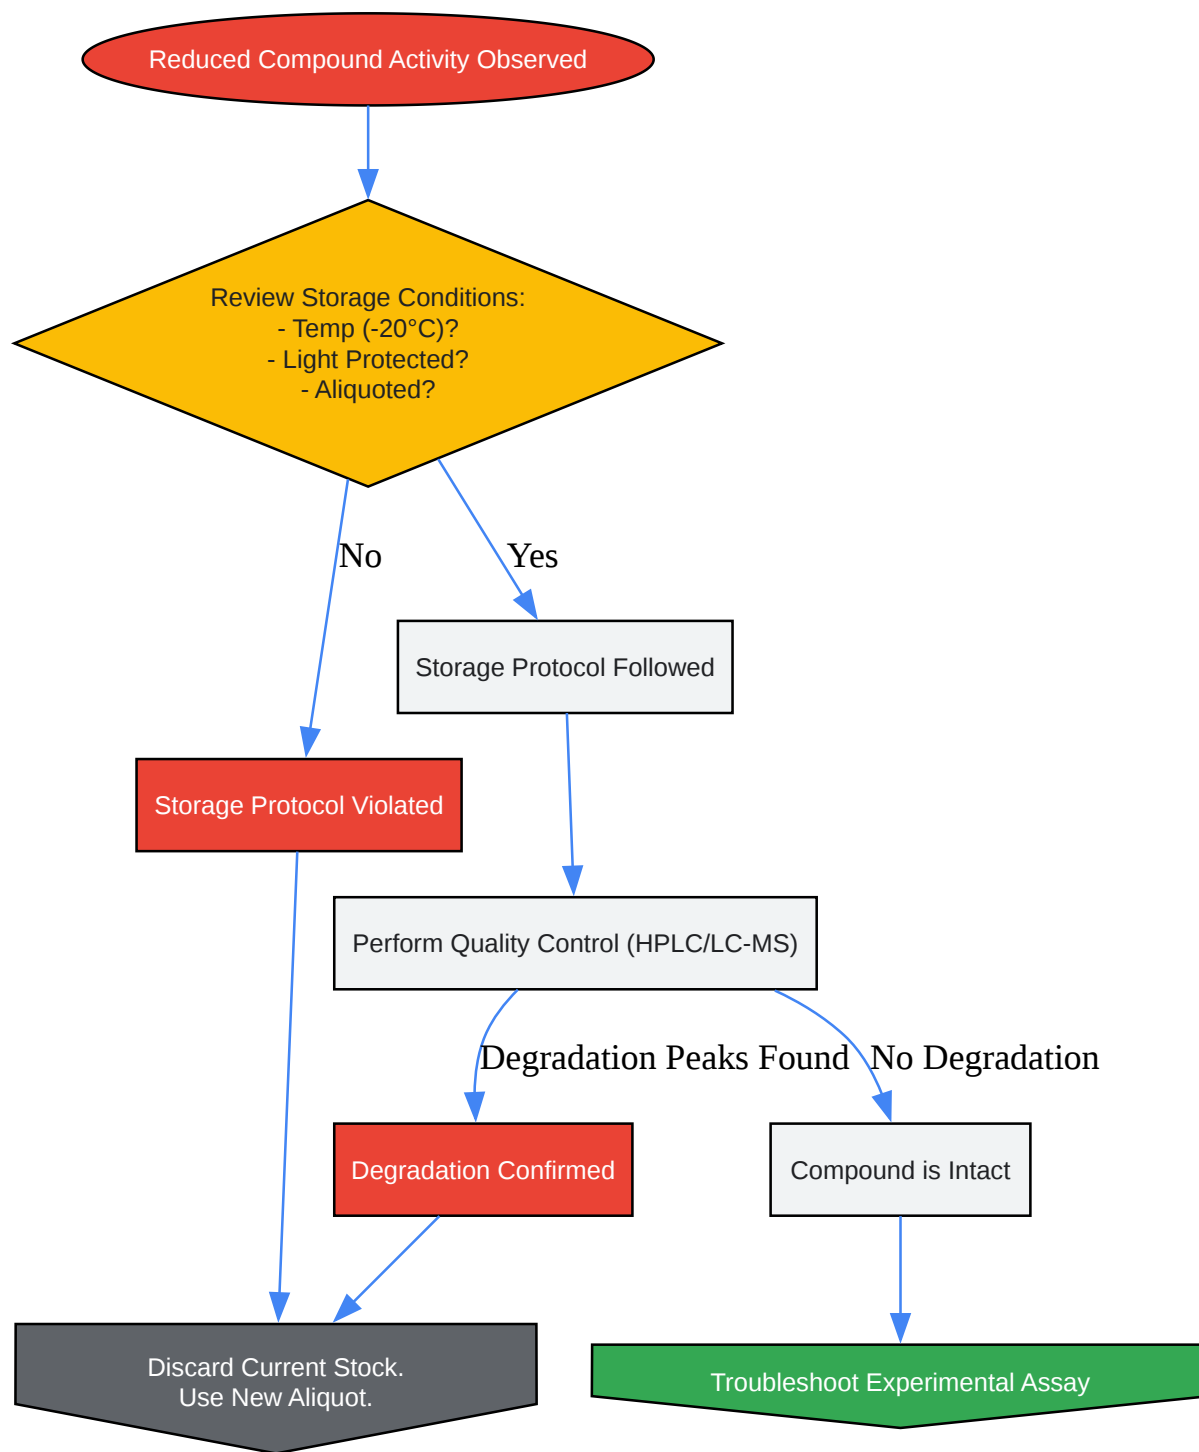 Reduced Compound Activity Observed
Review Storage Conditions:
- Temp (-20°C)?
- Light Protected?
- Aliquoted?
No
Yes
Storage Protocol Followed
Storage Protocol Violated
Perform Quality Control (HPLC/LC-MS)
Degradation Peaks Found
No Degradation
Degradation Confirmed
Compound is Intact
Discard Current Stock.
Use New Aliquot.
Troubleshoot Experimental Assay